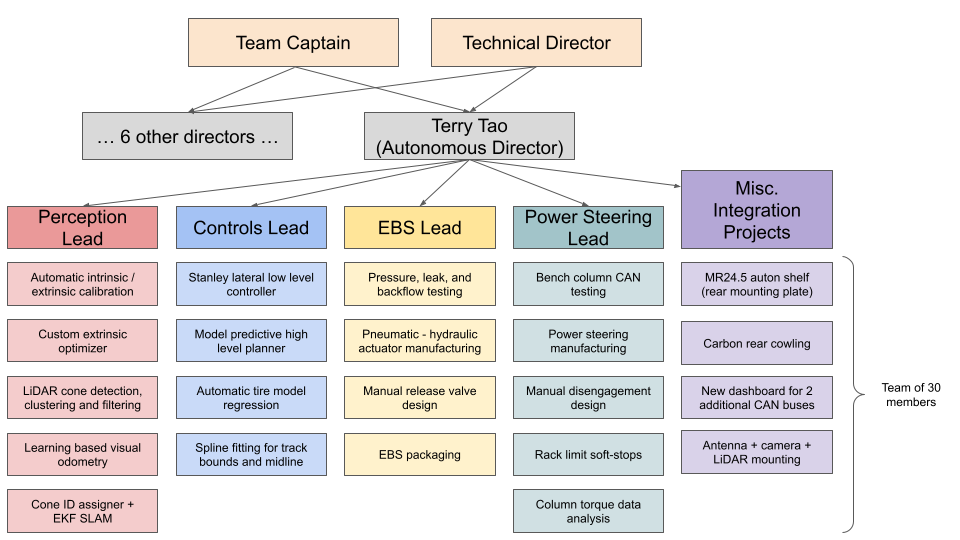 Team Captain
Technical Director
… 6 other directors …
Terry Tao
(Autonomous Director)
Perception
Lead
Controls Lead
EBS Lead
Power Steering
Lead
Misc.
Integration
Projects
Automatic intrinsic /
extrinsic calibration
Custom extrinsic
optimizer
LiDAR cone detection,
clustering and filtering
Learning based visual
odometry
Cone ID assigner +
EKF SLAM
Stanley lateral low level
controller
Model predictive high
level planner
Automatic tire model
regression
Spline fitting for track
bounds and midline
Pressure, leak, and
backflow testing
Pneumatic - hydraulic
actuator manufacturing
Manual release valve
design
EBS packaging
Bench column CAN
testing
Power steering
manufacturing
Manual disengagement
design
Rack limit soft-stops
Column torque data
analysis
MR24.5 auton shelf
(rear mounting plate)
Carbon rear cowling
New dashboard for 2
additional CAN buses
Antenna + camera +
LiDAR mounting
Team of 30
members